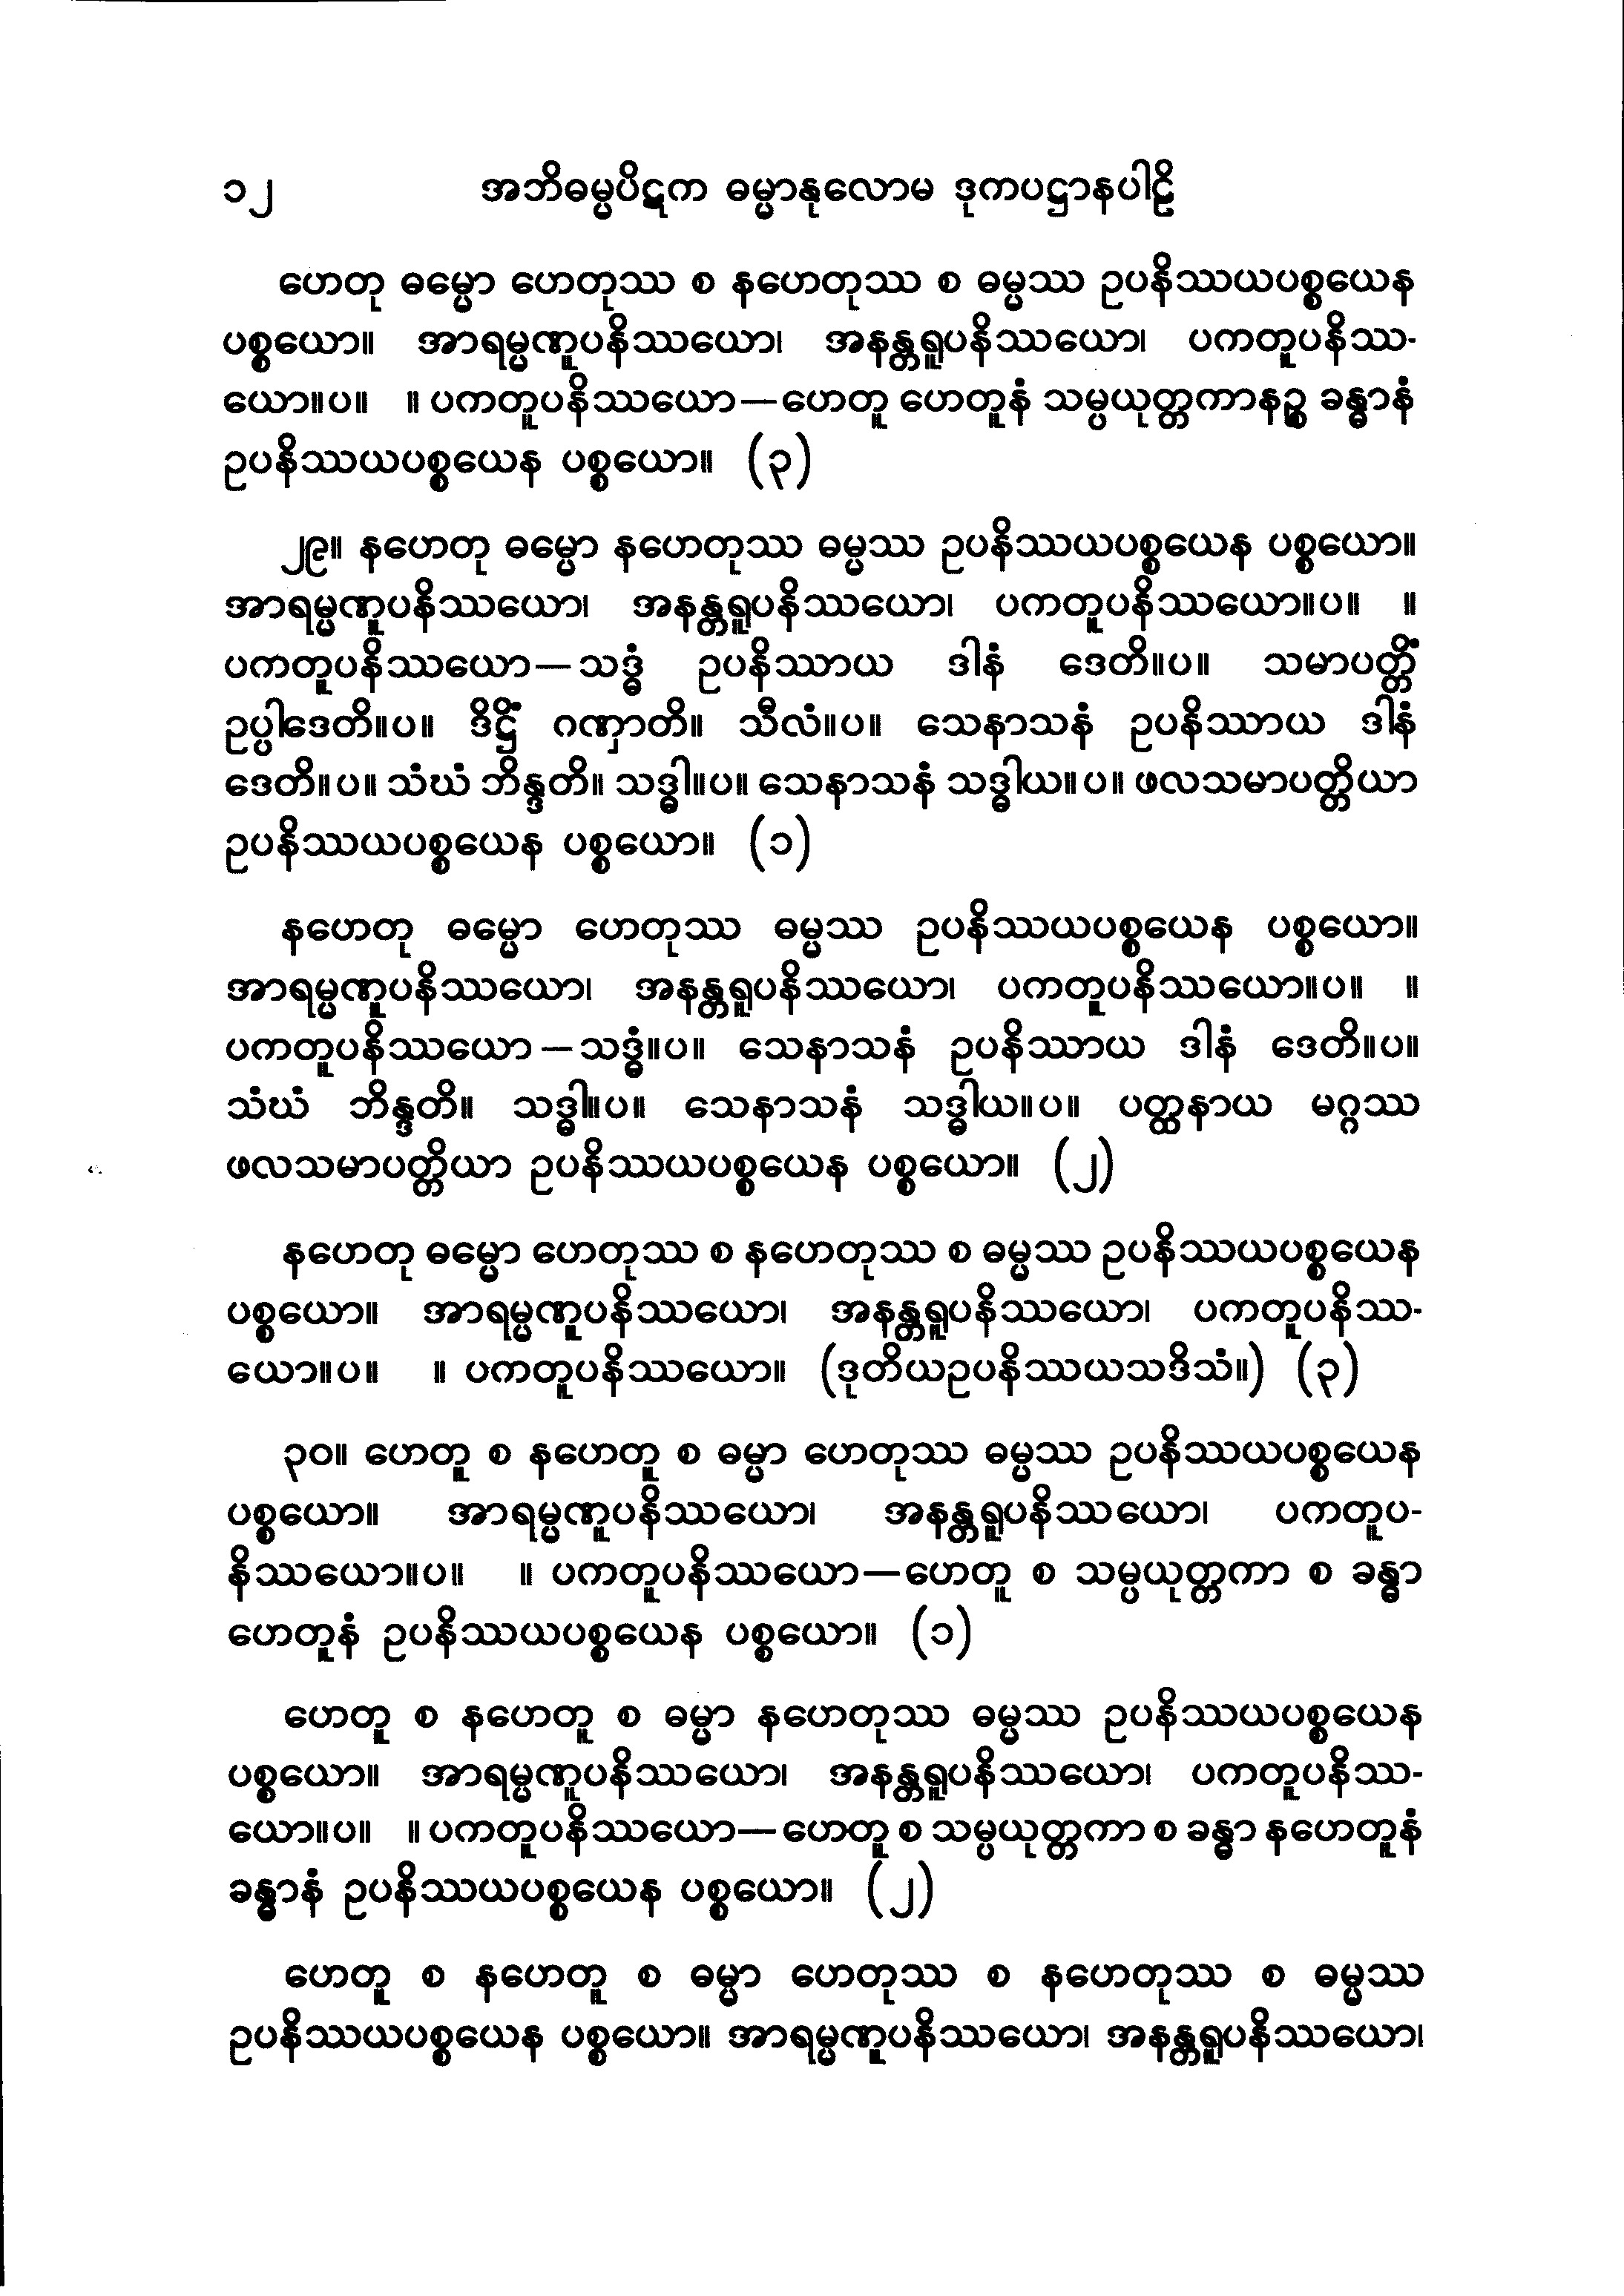 ၁၂ အဘိဓမ္မပိဋက ဓမ္မာနုလောမ ဒုကပဋ္ဌာနပါဠိ
ဟေတု ဓမ္မော ဟေတုဿ စ နဟေတုဿ စ ဓမ္မဿ ဥပနိဿယပစ္စယေန
ပစ္စယော။ အာရမ္မဏူပနိဿယော၊ အနန္တရူပနိဿယော၊ ပကတူပနိဿ-
ယော။ပ။ ။ ပကတူပနိဿယော—ဟေတူ ဟေတူနံ သမ္ပယုတ္တကာနဉ္စ ခန္ဓာနံ
ဥပနိဿယပစ္စယေန ပစ္စယော။ (၃)
၂၉။ နဟေတု ဓမ္မော နဟေတုဿ ဓမ္မဿ ဥပနိဿယပစ္စယေန ပစ္စယော။
အာရမ္မဏူပနိဿယော၊ အနန္တရူပနိဿယော၊ ပကတူပနိဿယော။ပ။ ။
ပကတူပနိဿယော—သဒ္ဓံ ဥပနိဿာယ ဒါနံ ဒေတိ။ပ။ သမာပတ္တိံ
ဥပ္ပါဒေတိ။ပ။ ဒိဋ္ဌိံ ဂဏှာတိ။ သီလံ။ပ။ သေနာသနံ ဥပနိဿာယ ဒါနံ
ဒေတိ။ပ။ သံဃံ ဘိန္ဒတိ။ သဒ္ဓါ။ပ။ သေနာသနံ သဒ္ဓါယ။ပ။ ဖလသမာပတ္တိယာ
ဥပနိဿယပစ္စယေန ပစ္စယော။ (၁)
နဟေတု ဓမ္မော ဟေတုဿ ဓမ္မဿ ဥပနိဿယပစ္စယေန ပစ္စယော။
အာရမ္မဏူပနိဿယော၊ အနန္တရူပနိဿယော၊ ပကတူပနိဿယော။ပ။ ။
ပကတူပနိဿယော—သဒ္ဓံ။ပ။ သေနာသနံ ဥပနိဿာယ ဒါနံ ဒေတိ။ပ။
သံဃံ ဘိန္ဒတိ။ သဒ္ဓါ။ပ။ သေနာသနံ သဒ္ဓါယ။ပ။ ပတ္ထနာယ မဂ္ဂဿ
ဖလသမာပတ္တိယာ ဥပနိဿယပစ္စယေန ပစ္စယော။ (၂)
နဟေတု ဓမ္မော ဟေတုဿ စ နဟေတုဿ စ ဓမ္မဿ ဥပနိဿယပစ္စယေန
ပစ္စယော။ အာရမ္မဏူပနိဿယော၊ အနန္တရူပနိဿယော၊ ပကတူပနိဿ-
ယော။ပ။ ။ ပကတူပနိဿယော။ (ဒုတိယဥပနိဿယသဒိသံ။) (၃)
၃၀။ ဟေတူ စ နဟေတူ စ ဓမ္မာ ဟေတုဿ ဓမ္မဿ ဥပနိဿယပစ္စယေန
ပစ္စယော။ အာရမ္မဏူပနိဿယော၊ အနန္တရူပနိဿယော၊ ပကတူပ-
နိဿယော။ပ။ ။ ပကတူပနိဿယော—ဟေတူ စ သမ္ပယုတ္တကာ စ ခန္ဓာ
ဟေတူနံ ဥပနိဿယပစ္စယေန ပစ္စယော။ (၁)
ဟေတူ စ နဟေတူ စ ဓမ္မာ နဟေတုဿ ဓမ္မဿ ဥပနိဿယပစ္စယေန
ပစ္စယော။ အာရမ္မဏူပနိဿယော၊ အနန္တရူပနိဿယော၊ ပကတူပနိဿ-
ယော။ပ။ ။ ပကတူပနိဿယော—ဟေတူ စ သမ္ပယုတ္တကာ စ ခန္ဓာ နဟေတူနံ
ခန္ဓာနံ ဥပနိဿယပစ္စယေန ပစ္စယော။ (၂)
ဟေတူ စ နဟေတူ စ ဓမ္မာ ဟေတုဿ စ နဟေတုဿ စ ဓမ္မဿ
ဥပနိဿယပစ္စယေန ပစ္စယော။ အာရမ္မဏူပနိဿယော၊ အနန္တရူပနိဿယော၊